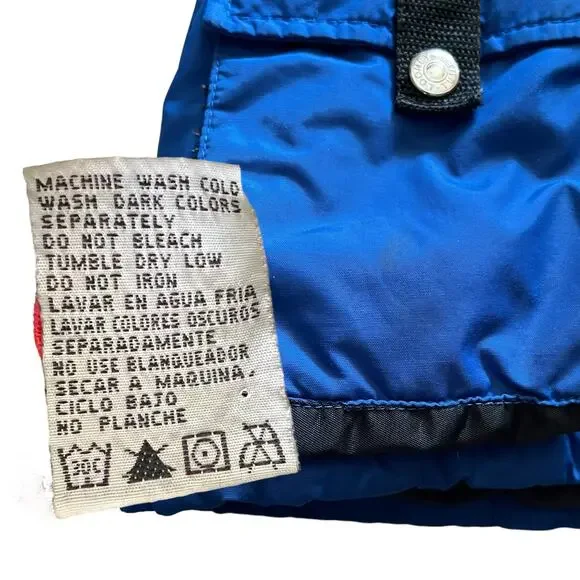 MACHINE WASH COLD
WASH DARK COLORS
SEPARATELY
DO NOT BLEACH
TUMBLE DRY LOW
DO NOT IRON
LAVAR EN AGUA FRIA
LAVAR COLORES OSCUROS
SEPARADAMENTE
NO USE BLANQUEADOR
SECAR A MAQUINA.
CICLO BAJO
NO PLANCHE
30C